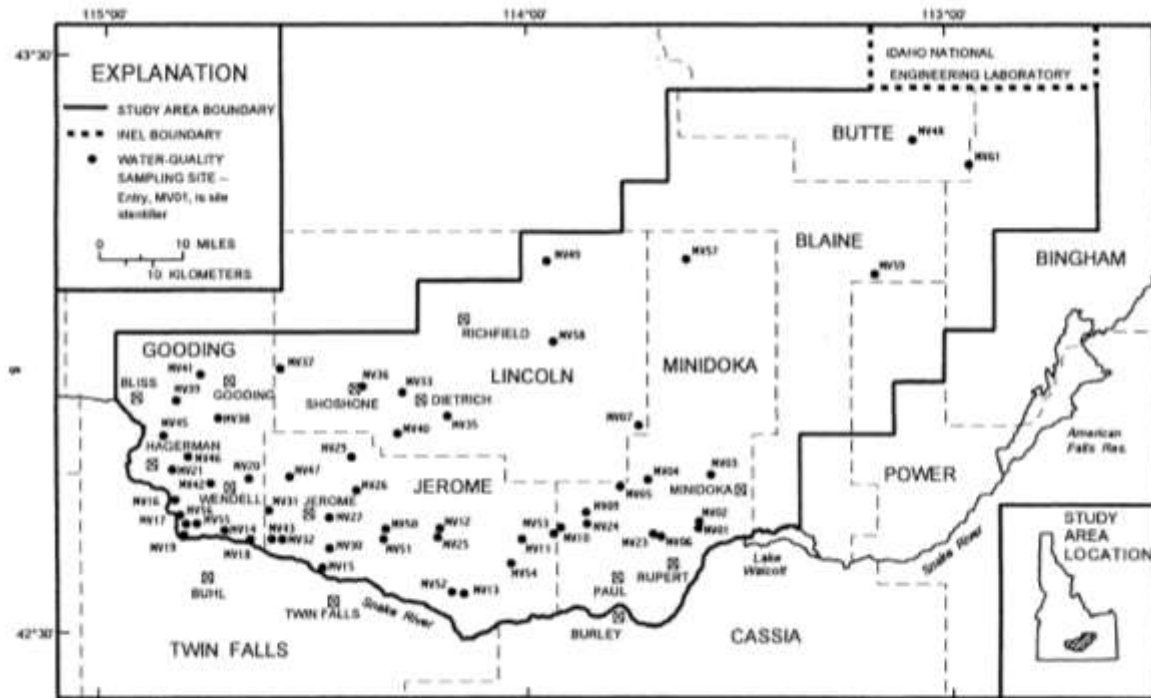 115°00'
114°00'
113°00'
43°30'
EXPLANATION
STUDY AREA BOUNDARY
INEL BOUNDARY
WATER-QUALITY
SAMPLING SITE –
Entry, MV01, is site
identifier
0 10 MILES
10 KILOMETERS
IDAHO NATIONAL
ENGINEERING LABORATORY
BUTTE
MV48
MV61
BLAINE
MV49
MV57
MV59
BINGHAM
RICHFIELD
MV58
GOODING
MV41
MV37
LINCOLN
MINIDOKA
BLISS
MV39
GOODING
MV36
SHOSHONE
MV33
DIETRICH
MV38
MV35
MV45
MV40
MV07
HAGERMAN
MV46
MV29
American
Falls Res.
MV21
MV20
MV47
MV42
WENDELL
MV26
JEROME
MV04
MV03
MV05
MINIDOKA
POWER
MV16
MV31
JEROME
MV09
MV56
MV27
MV17
MV55
MV14
MV43
MV50
MV12
MV53
MV24
MV02
MV01
MV19
MV18
MV32
MV30
MV51
MV25
MV11
MV10
MV23
MV06
MV15
MV54
RUPERT
Lake
Walcott
Snake River
STUDY
AREA
LOCATION
BUHL
MV52
MV13
PAUL
TWIN FALLS
Snake River
BURLEY
CASSIA
42°30'
TWIN FALLS